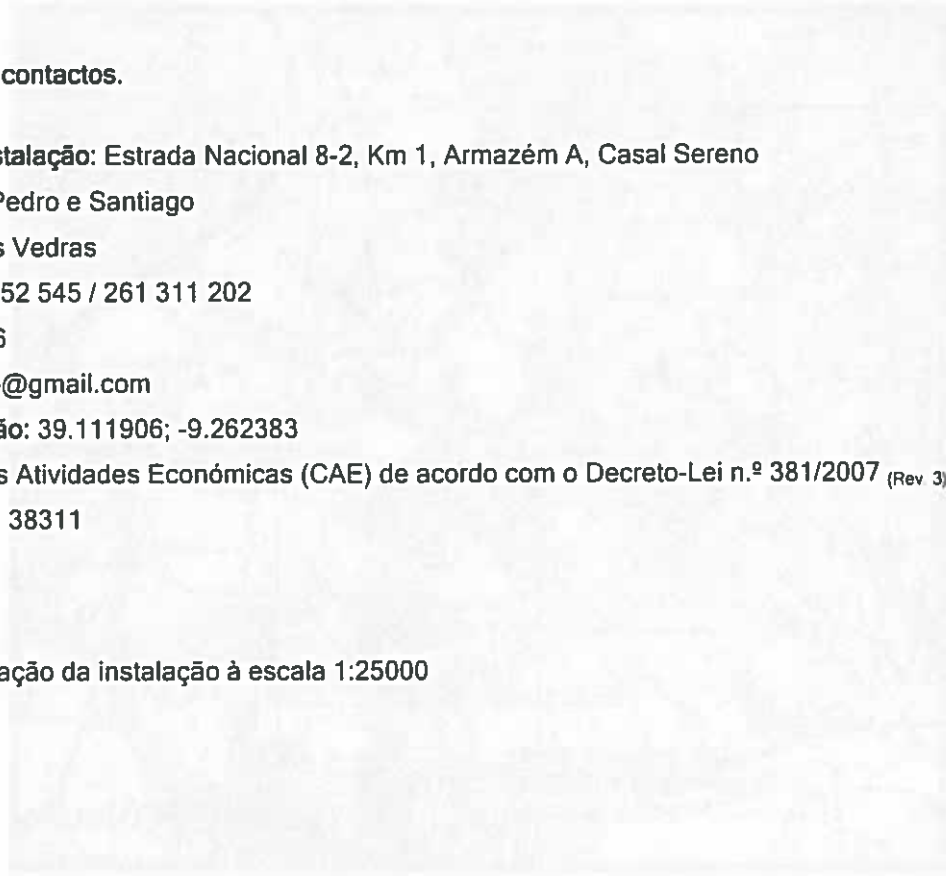 contactos.
stalação: Estrada Nacional 8-2, Km 1, Armazém A, Casal Sereno
Pedro e Santiago
s Vedras
52 545 / 261 311 202
6
@gmail.com
ão: 39.111906; -9.262383
s Atividades Económicas (CAE) de acordo com o Decreto-Lei n.º 381/2007 (Rev. 3)
38311
ação da instalação à escala 1:25000